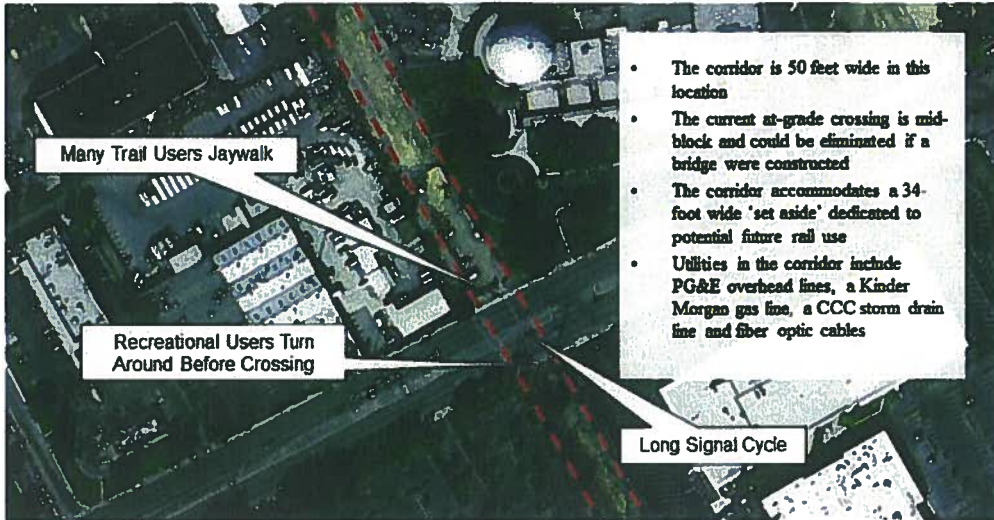 Many Trail Users Jaywalk
Recreational Users Turn
Around Before Crossing
Long Signal Cycle
• The corridor is 50 feet wide in this
location
• The current at-grade crossing is mid-
block and could be eliminated if a
bridge were constructed
• The corridor accommodates a 34-
foot wide 'set aside' dedicated to
potential future rail use
• Utilities in the corridor include
PG&E overhead lines, a Kinder
Morgan gas line, a CCC storm drain
line and fiber optic cables